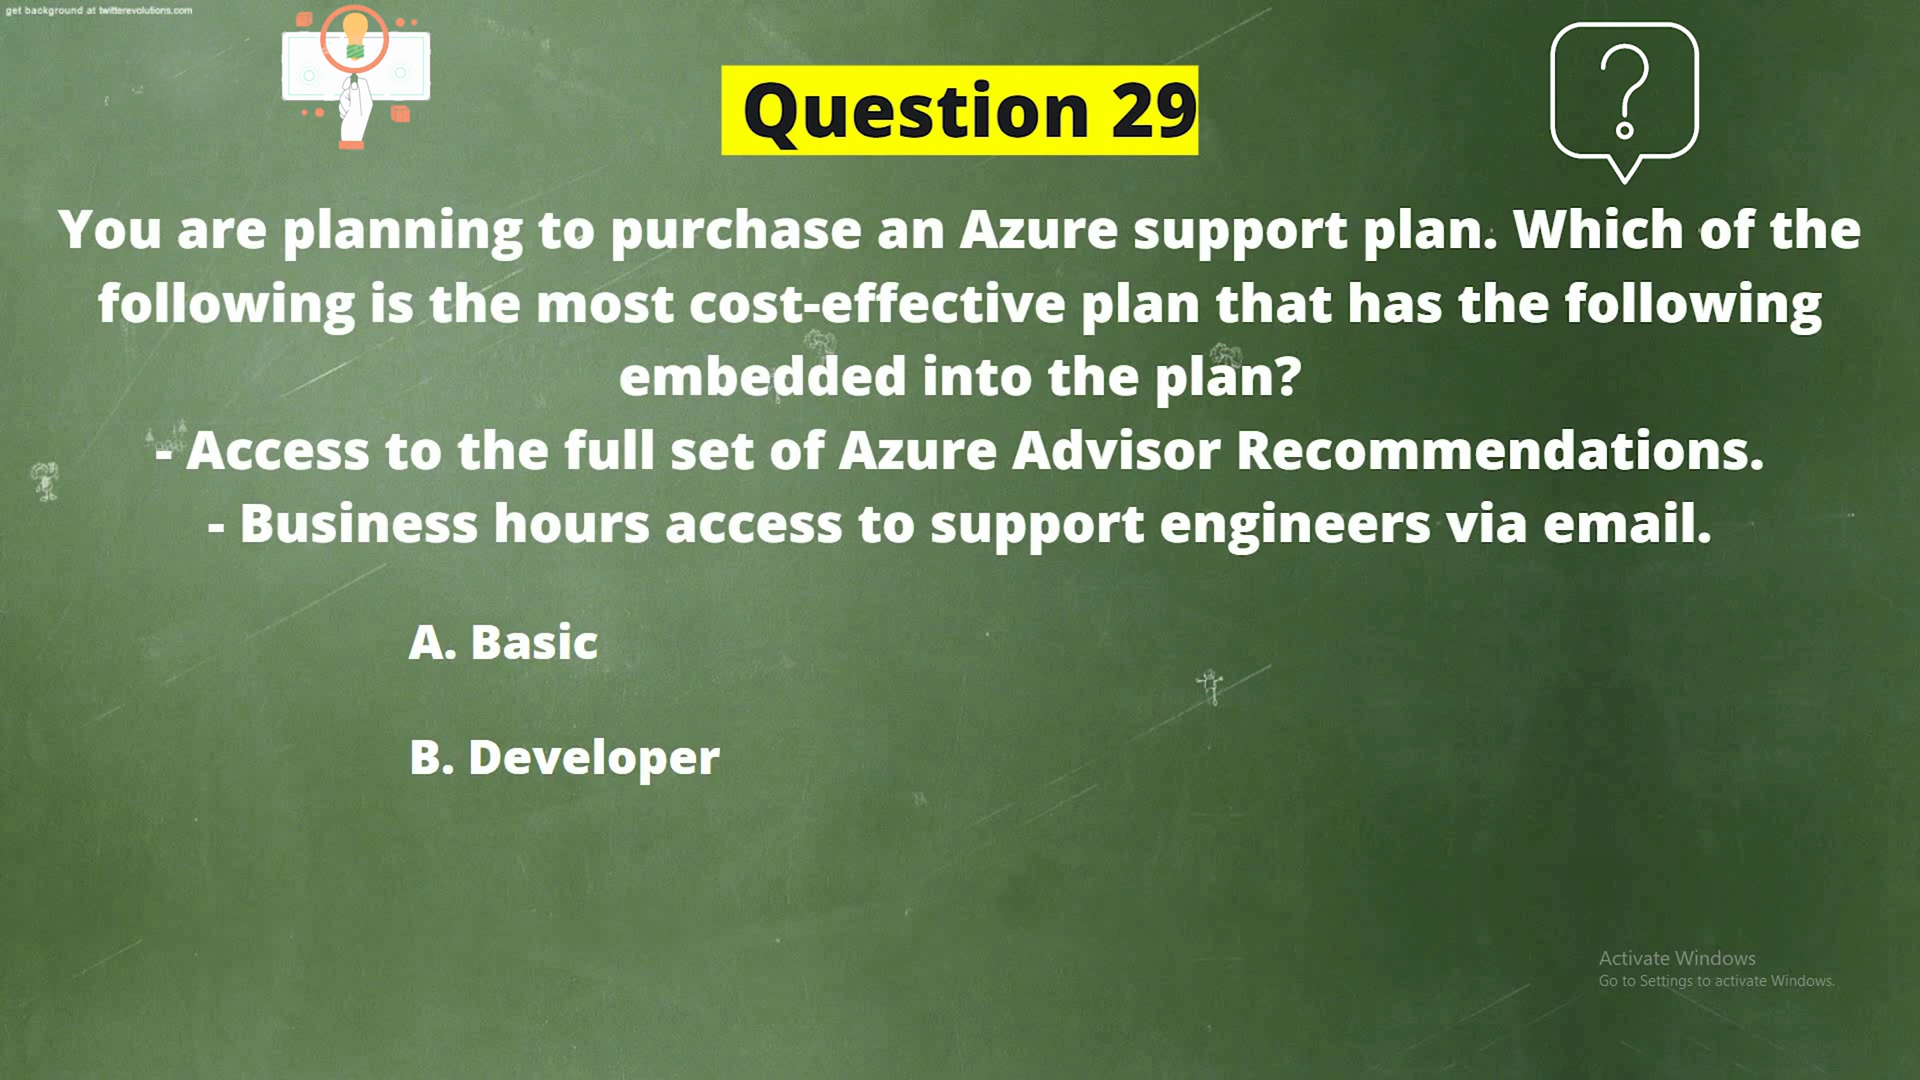 get background at twitterevolutions.com
Question 29
You are planning to purchase an Azure support plan. Which of the
following is the most cost-effective plan that has the following
embedded into the plan?
- Access to the full set of Azure Advisor Recommendations.
- Business hours access to support engineers via email.
A. Basic
B. Developer
Activate Windows
Go to Settings to activate Windows.